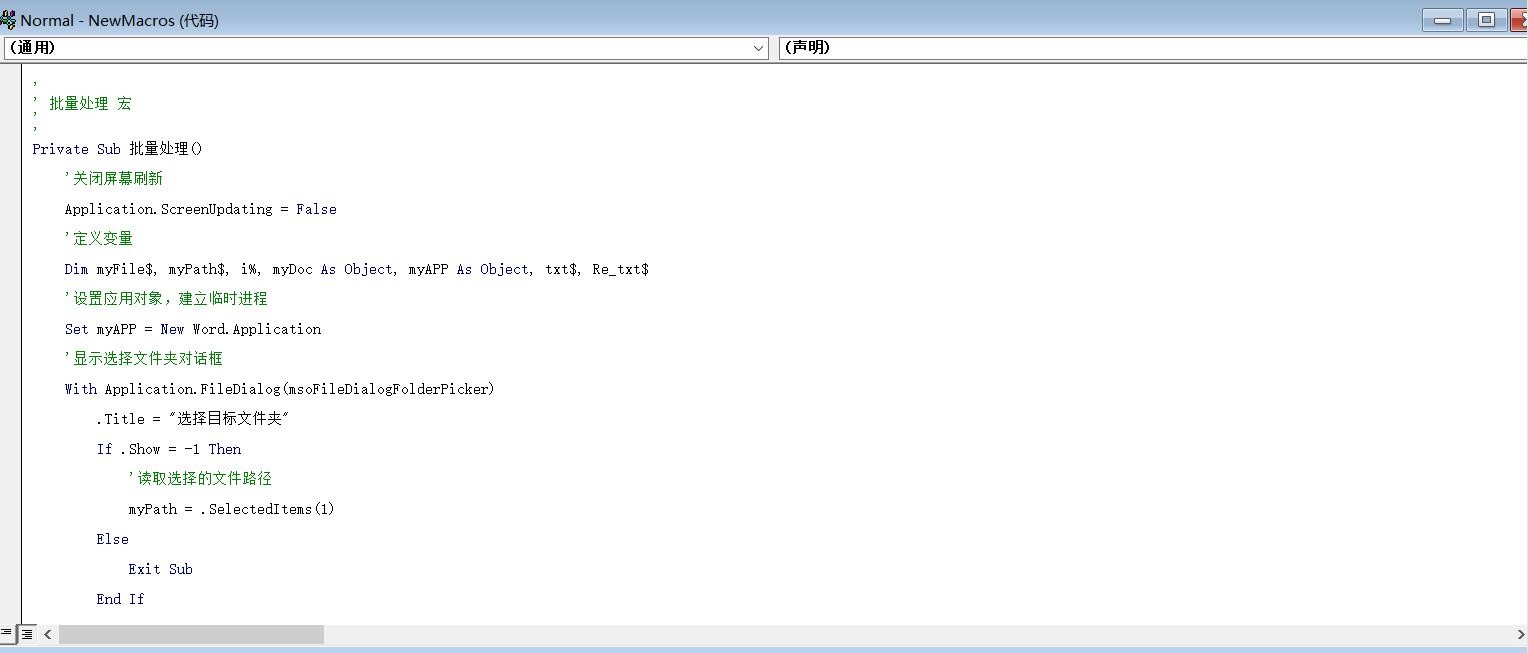 Normal - NewMacros (代码)
(通用)
(声明)
'
' 批量处理 宏
'
'
Private Sub 批量处理()
'关闭屏幕刷新
Application.ScreenUpdating = False
'定义变量
Dim myFile$, myPath$, i%, myDoc As Object, myAPP As Object, txt$, Re_txt$
'设置应用对象，建立临时进程
Set myAPP = New Word.Application
'显示选择文件夹对话框
With Application.FileDialog(msoFileDialogFolderPicker)
.Title = "选择目标文件夹"
If .Show = -1 Then
'读取选择的文件路径
myPath = .SelectedItems(1)
Else
Exit Sub
End If